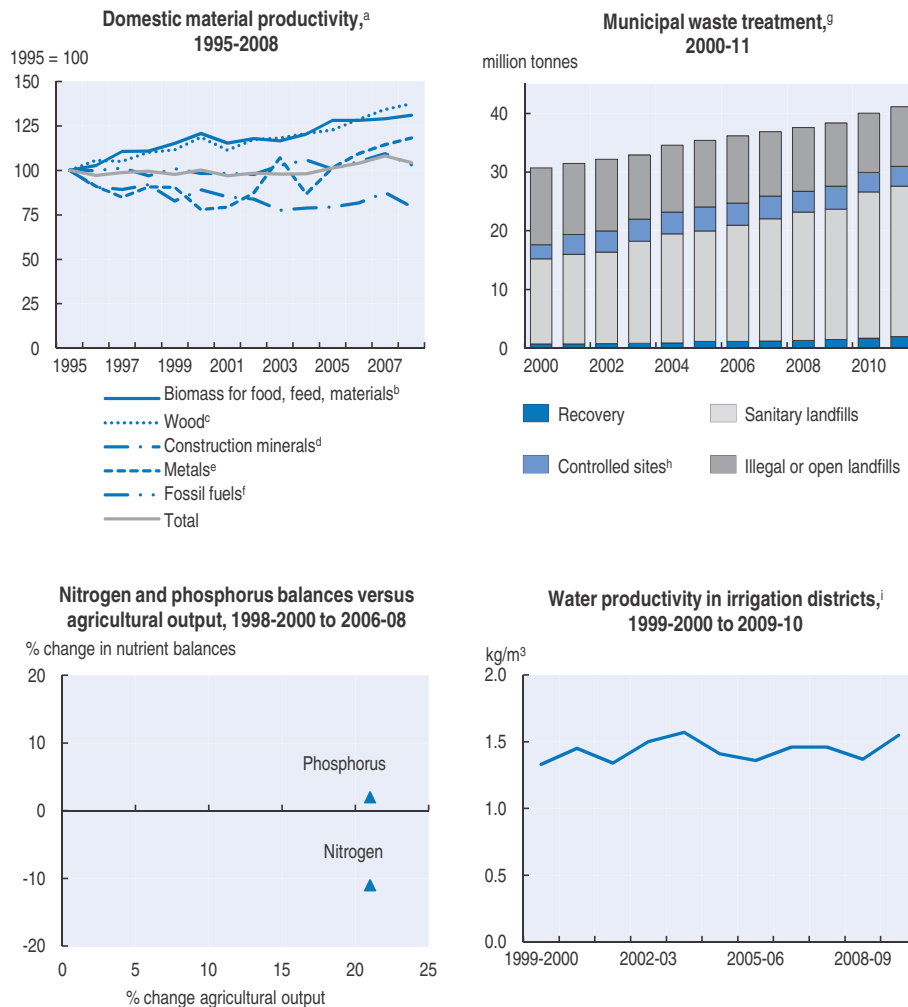 Domestic material productivity,ᵃ
1995-2008
1995 = 100
150
125
100
75
50
25
0
1995 1997 1999 2001 2003 2005 2007
Biomass for food, feed, materialsᵇ
Woodᶜ
Construction mineralsᵈ
Metalsᵉ
Fossil fuelsᶠ
Total
Municipal waste treatment,ᵍ
2000-11
million tonnes
40
30
20
10
0
2000 2002 2004 2006 2008 2010
Recovery Sanitary landfills
Controlled sitesʰ Illegal or open landfills
Nitrogen and phosphorus balances versus
agricultural output, 1998-2000 to 2006-08
% change in nutrient balances
20
10
0
-10
-20
Phosphorus
Nitrogen
0 5 10 15 20 25
% change agricultural output
Water productivity in irrigation districts,ⁱ
1999-2000 to 2009-10
kg/m³
2.0
1.5
1.0
0.5
0.0
1999-2000 2002-03 2005-06 2008-09